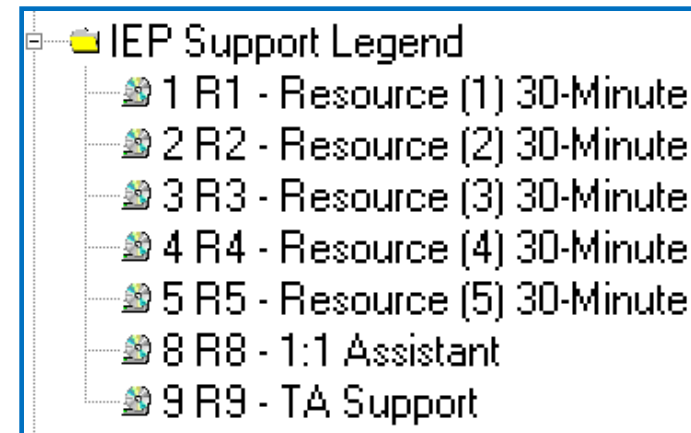 IEP Support Legend
1 R1 - Resource (1) 30-Minute
2 R2 - Resource (2) 30-Minute
3 R3 - Resource (3) 30-Minute
4 R4 - Resource (4) 30-Minute
5 R5 - Resource (5) 30-Minute
8 R8 - 1:1 Assistant
9 R9 - TA Support